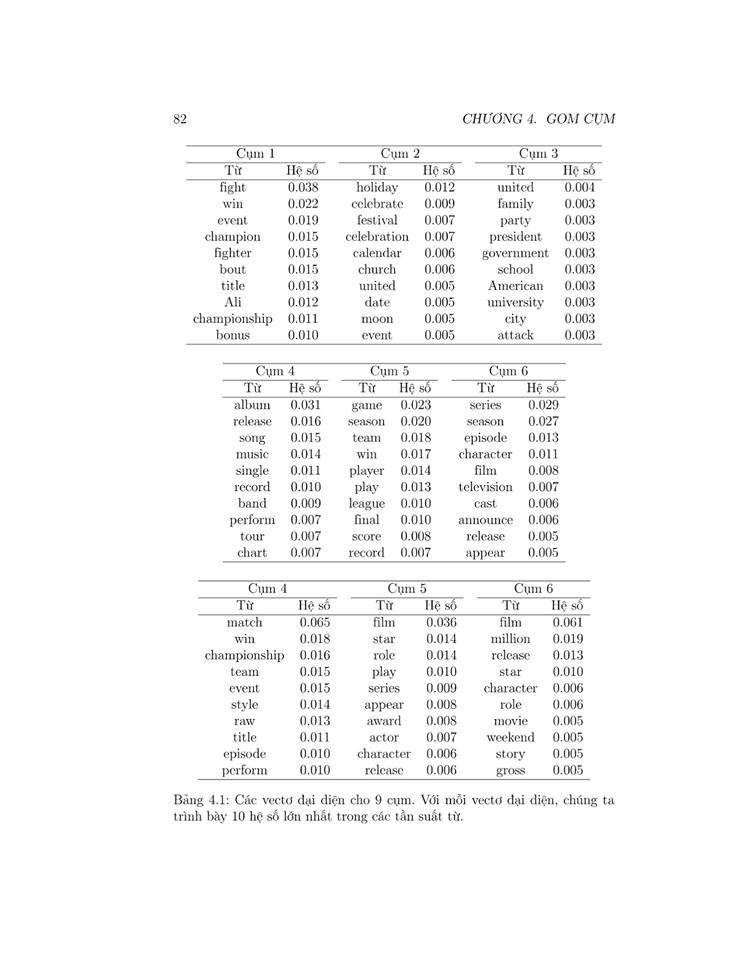 82 CHƯƠNG 4. GOM CỤM
Cụm 1 Cụm 2 Cụm 3
Từ Hệ số Từ Hệ số Từ Hệ số
fight 0.038 holiday 0.012 united 0.004
win 0.022 celebrate 0.009 family 0.003
event 0.019 festival 0.007 party 0.003
champion 0.015 celebration 0.007 president 0.003
fighter 0.015 calendar 0.006 government 0.003
bout 0.015 church 0.006 school 0.003
title 0.013 united 0.005 American 0.003
Ali 0.012 date 0.005 university 0.003
championship 0.011 moon 0.005 city 0.003
bonus 0.010 event 0.005 attack 0.003
Cụm 4 Cụm 5 Cụm 6
Từ Hệ số Từ Hệ số Từ Hệ số
album 0.031 game 0.023 series 0.029
release 0.016 season 0.020 season 0.027
song 0.015 team 0.018 episode 0.013
music 0.014 win 0.017 character 0.011
single 0.011 player 0.014 film 0.008
record 0.010 play 0.013 television 0.007
band 0.009 league 0.010 cast 0.006
perform 0.007 final 0.010 announce 0.006
tour 0.007 score 0.008 release 0.005
chart 0.007 record 0.007 appear 0.005
Cụm 4 Cụm 5 Cụm 6
Từ Hệ số Từ Hệ số Từ Hệ số
match 0.065 film 0.036 film 0.061
win 0.018 star 0.014 million 0.019
championship 0.016 role 0.014 release 0.013
team 0.015 play 0.010 star 0.010
event 0.015 series 0.009 character 0.006
style 0.014 appear 0.008 role 0.006
raw 0.013 award 0.008 movie 0.005
title 0.011 actor 0.007 weekend 0.005
episode 0.010 character 0.006 story 0.005
perform 0.010 release 0.006 gross 0.005
Bảng 4.1: Các vectơ đại diện cho 9 cụm. Với mỗi vectơ đại diện, chúng ta
trình bày 10 hệ số lớn nhất trong các tần suất từ.